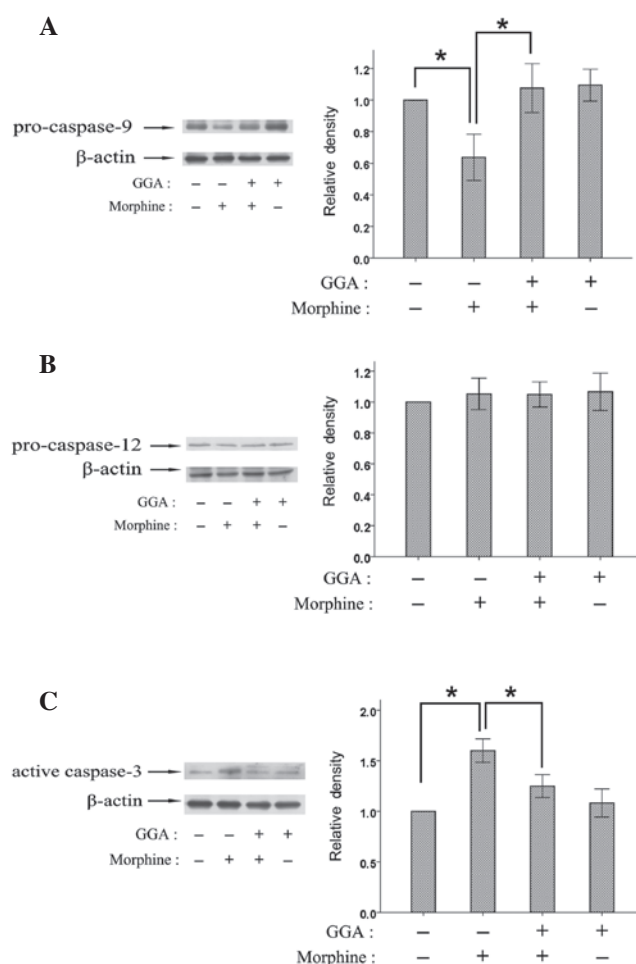 A
pro-caspase-9
β-actin
GGA : − − + +
Morphine : − + + −
Relative density
1.2
1.0
0.8
0.6
0.4
0.2
0.0
* *
GGA : − − + +
Morphine : − + + −
B
pro-caspase-12
β-actin
GGA : − − + +
Morphine : − + + −
Relative density
1.2
1.0
0.8
0.6
0.4
0.2
0.0
GGA : − − + +
Morphine : − + + −
C
active caspase-3
β-actin
GGA : − − + +
Morphine : − + + −
Relative density
2.0
1.5
1.0
0.5
0.0
* *
GGA : − − + +
Morphine : − + + −